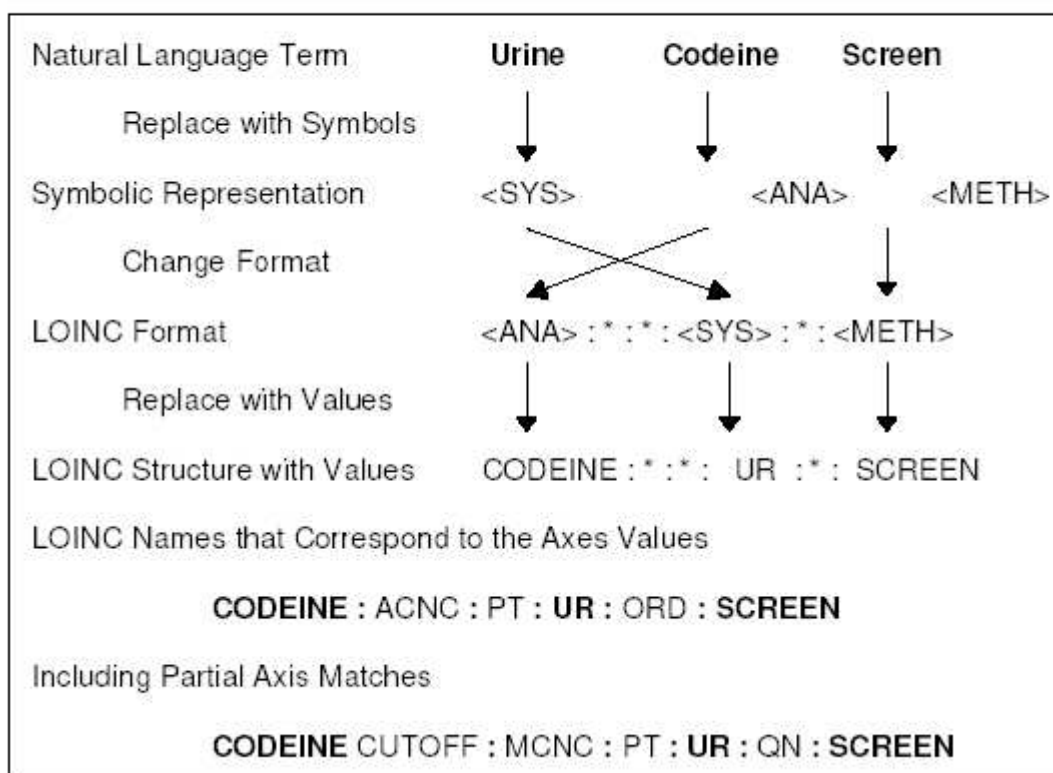 Natural Language Term Urine Codeine Screen
Replace with Symbols
Symbolic Representation <SYS> <ANA> <METH>
Change Format
LOINC Format <ANA> : * : * : <SYS> : * : <METH>
Replace with Values
LOINC Structure with Values CODEINE : * : * : UR : * : SCREEN
LOINC Names that Correspond to the Axes Values
CODEINE : ACNC : PT : UR : ORD : SCREEN
Including Partial Axis Matches
CODEINE CUTOFF : MCNC : PT : UR : QN : SCREEN